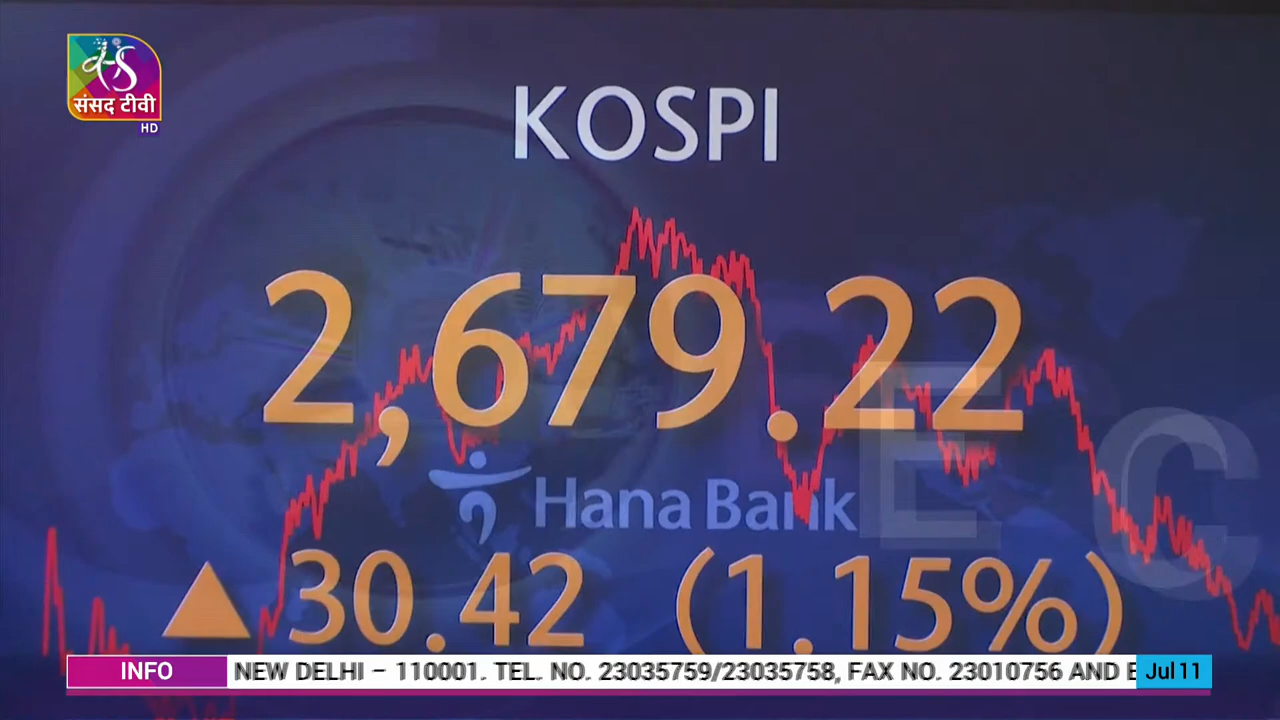 संसद टीवी
HD
KOSPI
2,679.22
Hana Bank
E C
▲30.42 (1.15%)
INFO
NEW DELHI – 110001. TEL. NO. 23035759/23035758, FAX NO. 23010756 AND E
Jul 11